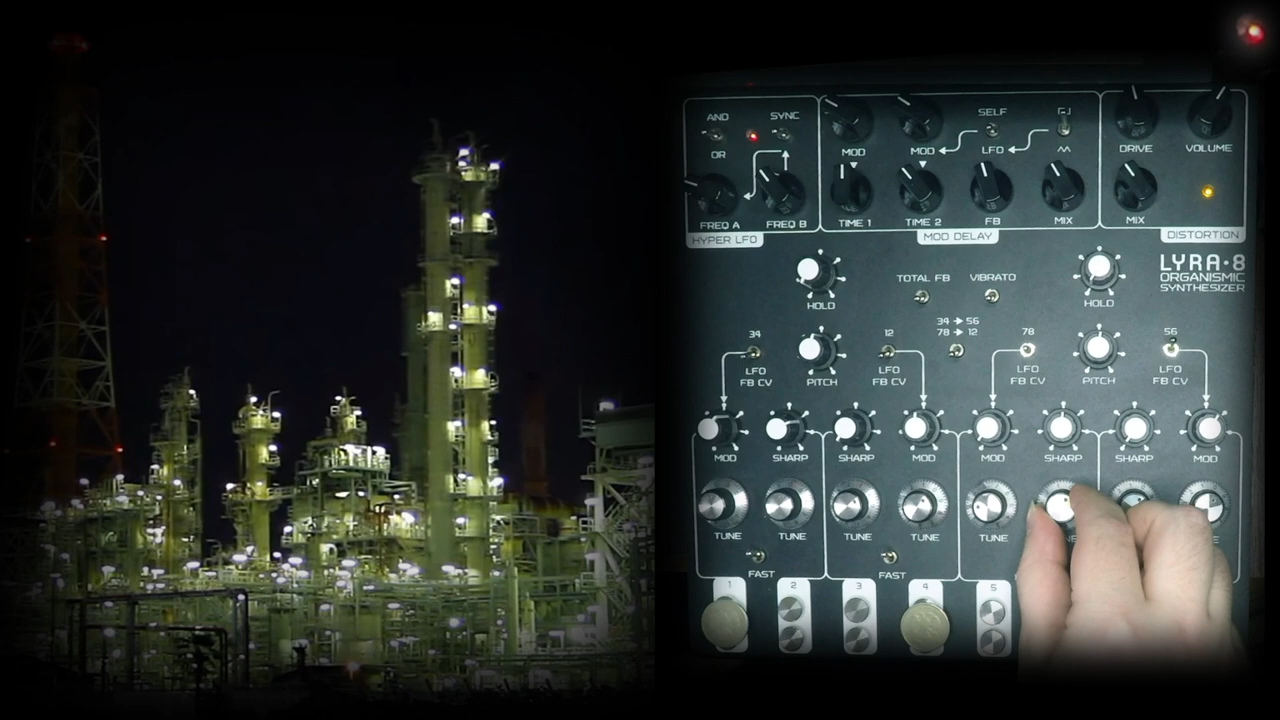 AND
SYNC
OR
FREQ A
FREQ B
HYPER LFO
SELF
MOD
MOD
LFO
TIME 1
TIME 2
FB
MIX
MOD DELAY
DRIVE
VOLUME
MIX
DISTORTION
LYRA-8
ORGANISMIC
SYNTHESIZER
HOLD
TOTAL FB
VIBRATO
HOLD
34 → 56
78 → 12
34
LFO
FB CV
PITCH
12
LFO
FB CV
78
LFO
FB CV
PITCH
56
LFO
FB CV
MOD
SHARP
SHARP
MOD
MOD
SHARP
SHARP
MOD
TUNE
TUNE
TUNE
TUNE
TUNE
FAST
FAST
1
2
3
4
5